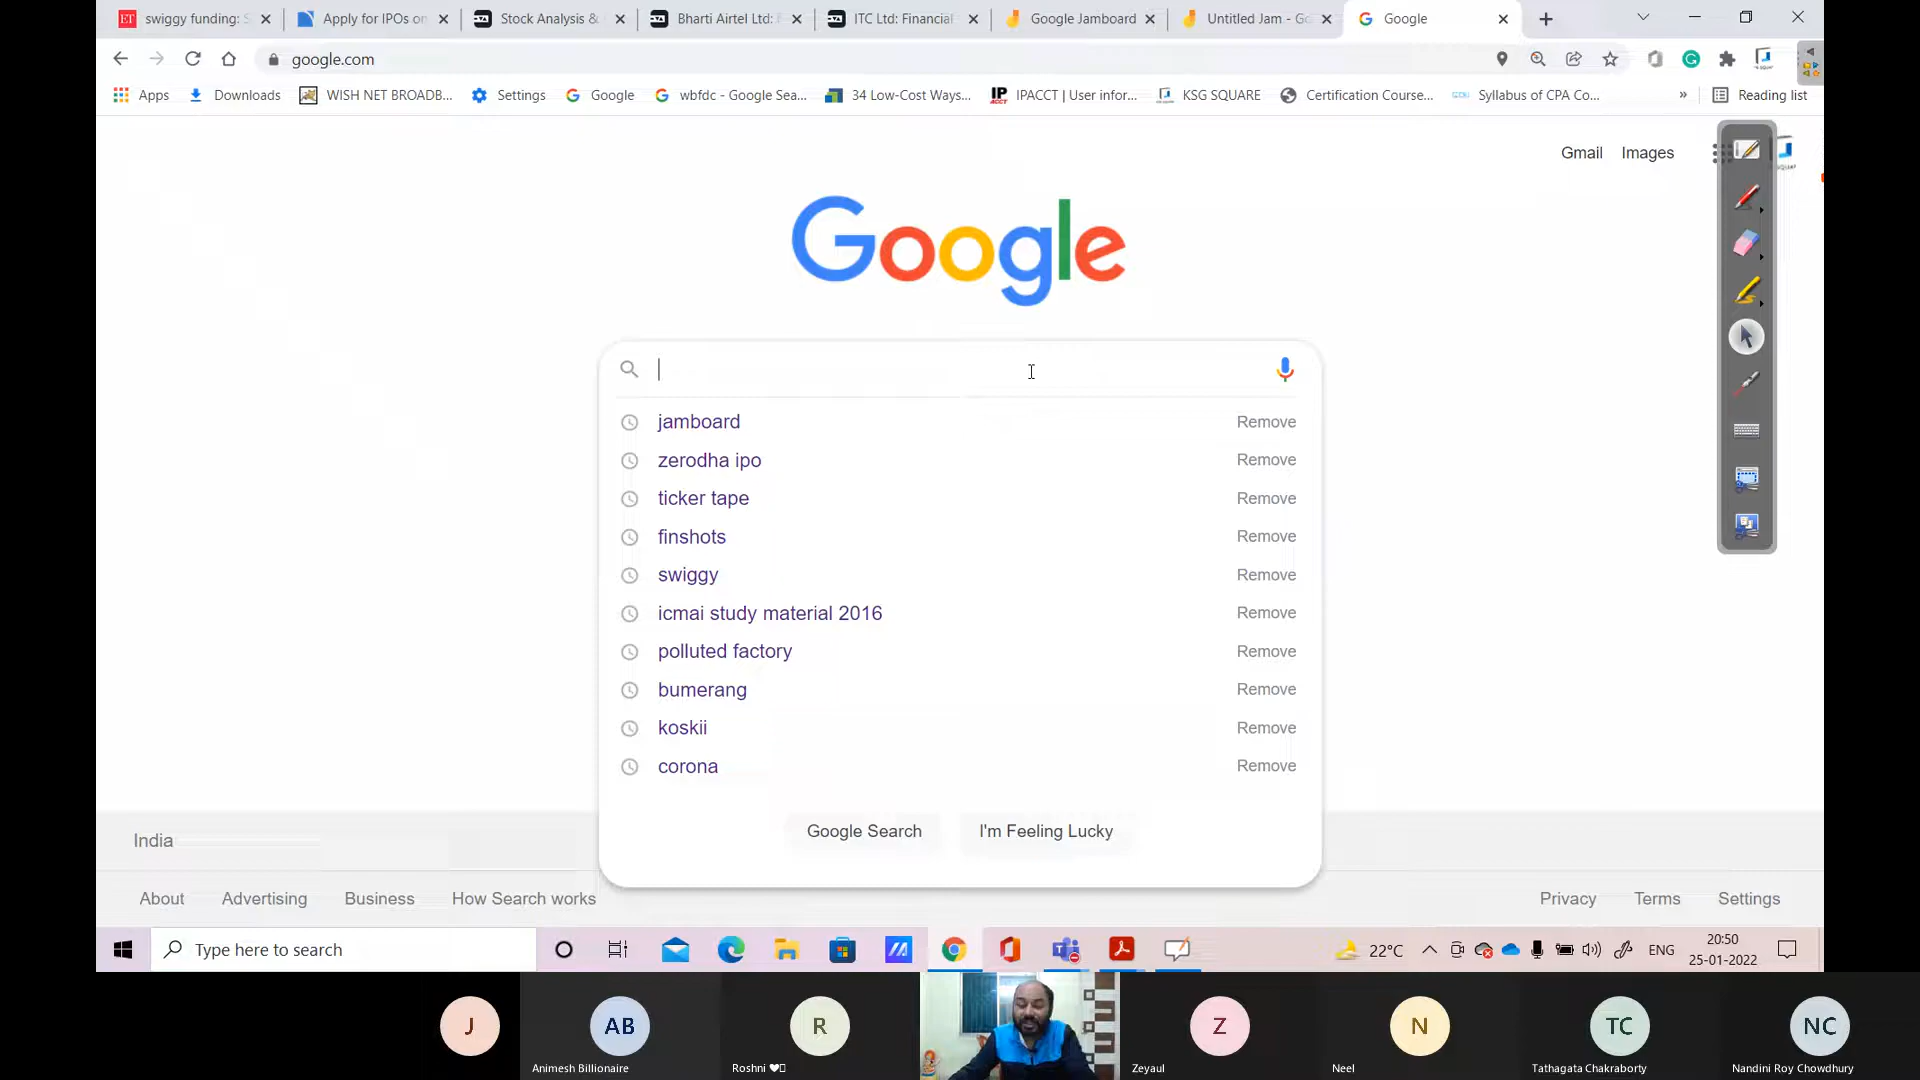 swiggy funding: S
Apply for IPOs on
Stock Analysis &
Bharti Airtel Ltd: F
ITC Ltd: Financial
Google Jamboard
Untitled Jam - Go
Google
google.com
Apps
Downloads
WISH NET BROADB...
Settings
Google
wbfdc - Google Sea...
34 Low-Cost Ways...
IPACCT | User infor...
KSG SQUARE
Certification Course...
Syllabus of CPA Co...
»
Reading list
Gmail
Images
Google
jamboard
Remove
zerodha ipo
Remove
ticker tape
Remove
finshots
Remove
swiggy
Remove
icmai study material 2016
Remove
polluted factory
Remove
bumerang
Remove
koskii
Remove
corona
Remove
Google Search
I'm Feeling Lucky
India
About
Advertising
Business
How Search works
Privacy
Terms
Settings
Type here to search
22°C
ENG
20:50
25-01-2022
J
AB
R
Z
N
TC
NC
Animesh Billionaire
Roshni
Zeyaul
Neel
Tathagata Chakraborty
Nandini Roy Chowdhury